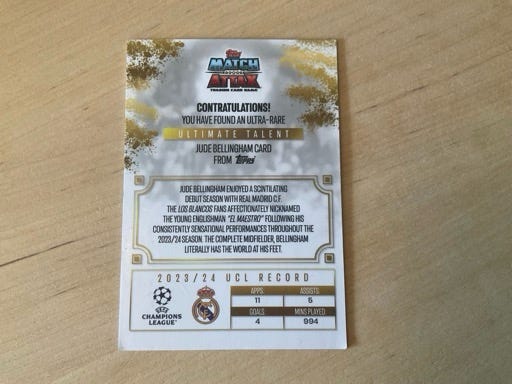 Topps
MATCH
ATTAX
TRADING CARD GAME
CONTRATULATIONS!
YOU HAVE FOUND AN ULTRA-RARE
ULTIMATE TALENT
JUDE BELLINGHAM CARD
FROM Topps
JUDE BELLINGHAM ENJOYED A SCINTILATING
DEBUT SEASON WITH REAL MADRID C.F.
THE LOS BLANCOS FANS AFFECTIONATELY NICKNAMED
THE YOUNG ENGLISHMAN "EL MAESTRO" FOLLOWING HIS
CONSISTENTLY SENSATIONAL PERFORMANCES THROUGHOUT THE
2023/24 SEASON. THE COMPLETE MIDFIELDER, BELLINGHAM
LITERALLY HAS THE WORLD AT HIS FEET.
2023/24 UCL RECORD
UEFA
CHAMPIONS
LEAGUE
APPS
ASSISTS
11
5
GOALS
MINS PLAYED
4
994